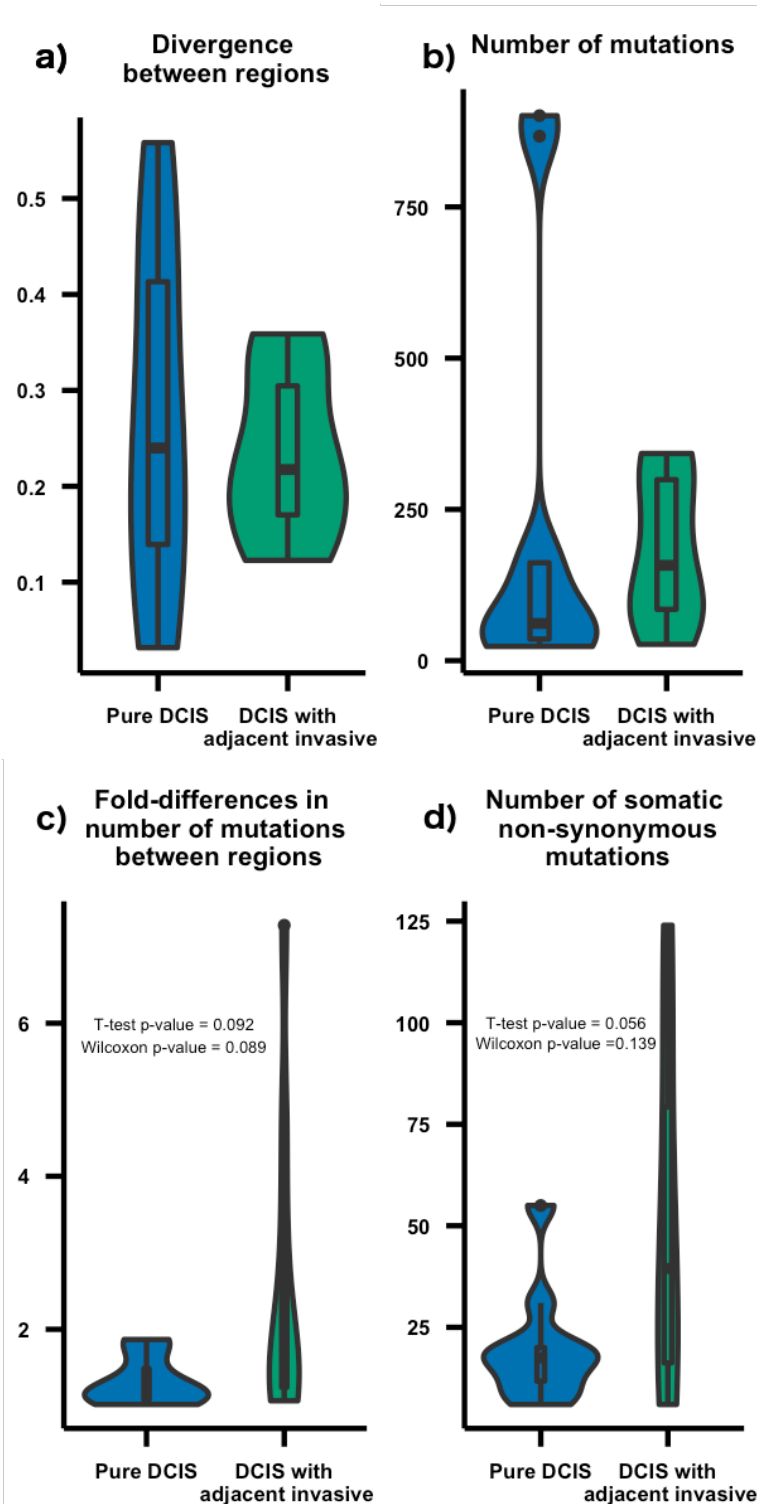 a)
Divergence
between regions
0.5
0.4
0.3
0.2
0.1
Pure DCIS
DCIS with
adjacent invasive
b)
Number of mutations
750
500
250
0
Pure DCIS
DCIS with
adjacent invasive
c)
Fold-differences in
number of mutations
between regions
6
4
2
T-test p-value = 0.092
Wilcoxon p-value = 0.089
Pure DCIS
DCIS with
adjacent invasive
d)
Number of somatic
non-synonymous
mutations
125
100
75
50
25
T-test p-value = 0.056
Wilcoxon p-value =0.139
Pure DCIS
DCIS with
adjacent invasive